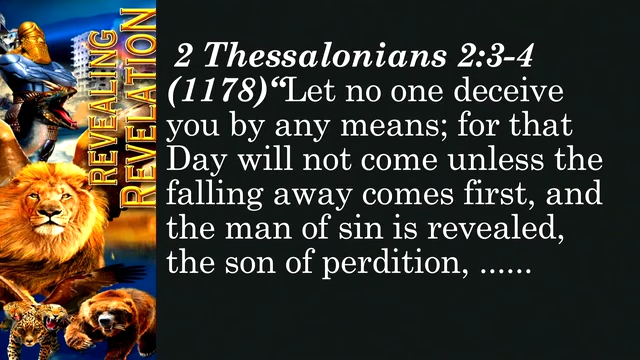 REVEALING
REVELATION
2 Thessalonians 2:3-4
(1178)“Let no one deceive
you by any means; for that
Day will not come unless the
falling away comes first, and
the man of sin is revealed,
the son of perdition, ......